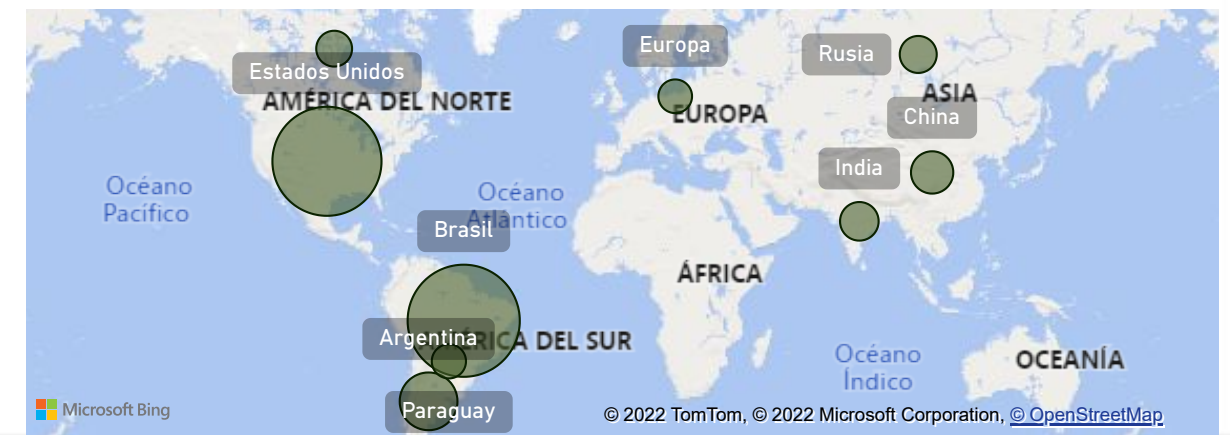 Europa
Rusia
Estados Unidos
AMÉRICA DEL NORTE
ASIA
China
EUROPA
India
Océano
Pacífico
Océano
Atlántico
Brasil
ÁFRICA
Argentina
AMÉRICA DEL SUR
Océano
Índico
OCEANÍA
Paraguay
Microsoft Bing
© 2022 TomTom, © 2022 Microsoft Corporation, © OpenStreetMap